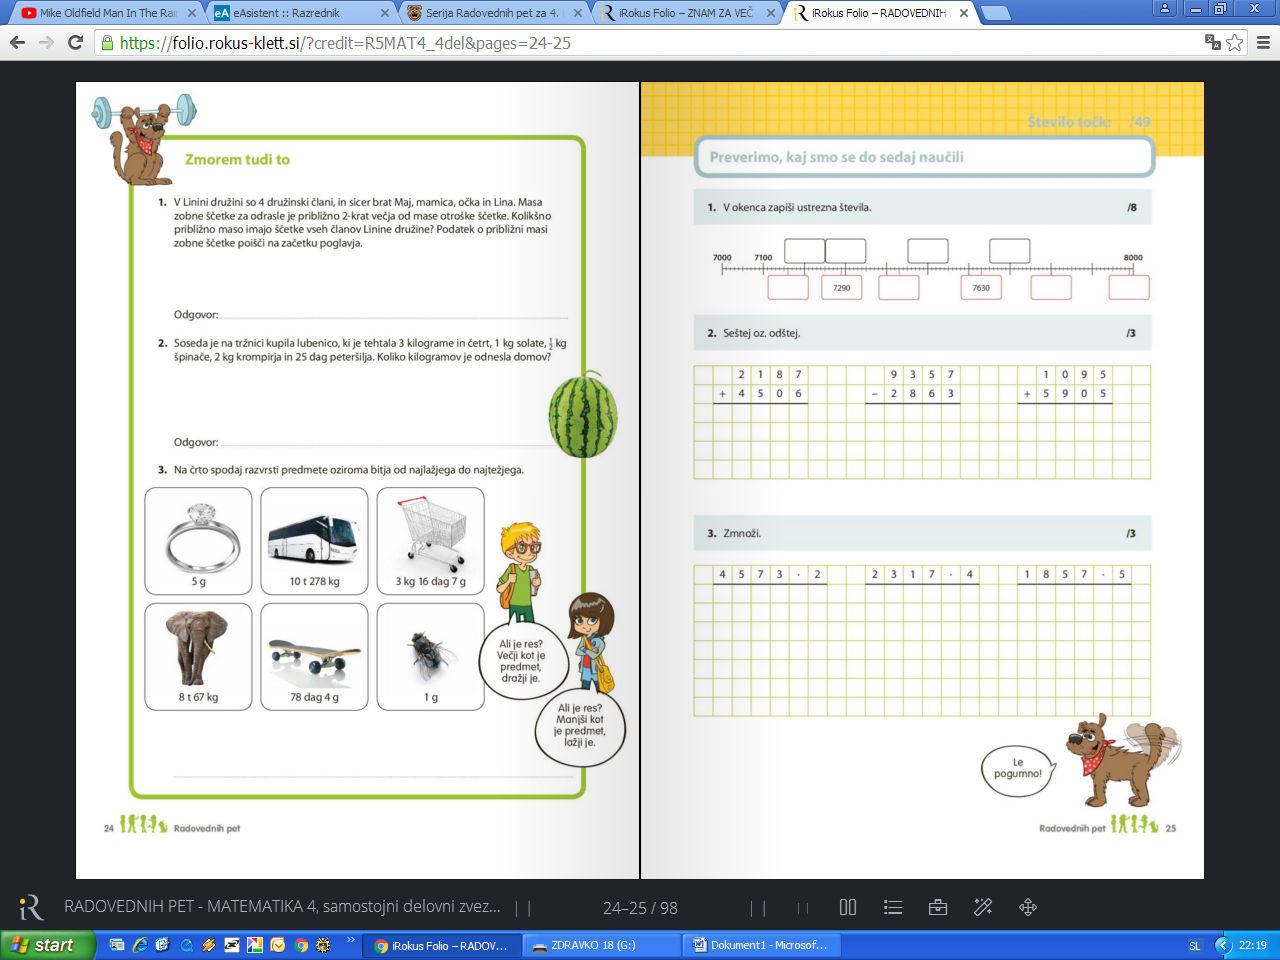 Mike Oldfield Man In The Rain
eAsistent :: Razrednik
Serija Radovednih pet za 4.
iRokus Folio – ZNAM ZA VEČ
iRokus Folio – RADOVEDNIH
https://folio.rokus-klett.si/?credit=R5MAT4_4del&pages=24-25
Zmorem tudi to
1. V Linini družini so 4 družinski člani, in sicer brat Maj, mamica, očka in Lina. Masa
zobne ščetke za odrasle je približno 2-krat večja od mase otroške ščetke. Kolikšno
približno maso imajo ščetke vseh članov Linine družine? Podatek o približni masi
zobne ščetke poišči na začetku poglavja.
Odgovor:
2. Soseda je na tržnici kupila lubenico, ki je tehtala 3 kilograme in četrt, 1 kg solate, ½ kg
špinače, 2 kg krompirja in 25 dag peteršilja. Koliko kilogramov je odnesla domov?
Odgovor:
3. Na črto spodaj razvrsti predmete oziroma bitja od najlažjega do najtežjega.
5 g
10 t 278 kg
3 kg 16 dag 7 g
8 t 67 kg
78 dag 4 g
1 g
Ali je res?
Večji kot je
predmet,
dražji je.
Ali je res?
Manjši kot
je predmet,
lažji je.
24 Radovednih pet
Število točk: /49
Preverimo, kaj smo se do sedaj naučili
1. V okenca zapiši ustrezna števila. /8
7000 7100 8000
7290 7630
2. Seštej oz. odštej. /3
2 1 8 7 9 3 5 7 1 0 9 5
+ 4 5 0 6 – 2 8 6 3 + 5 9 0 5
3. Zmnoži. /3
4 5 7 3 · 2 2 3 1 7 · 4 1 8 5 7 · 5
Le
pogumno!
Radovednih pet 25
RADOVEDNIH PET - MATEMATIKA 4, samostojni delovni zvez...
24–25 / 98
start
iRokus Folio – RADOV...
ZDRAVKO 18 (G:)
Dokument1 - Microsof...
SL
22:19